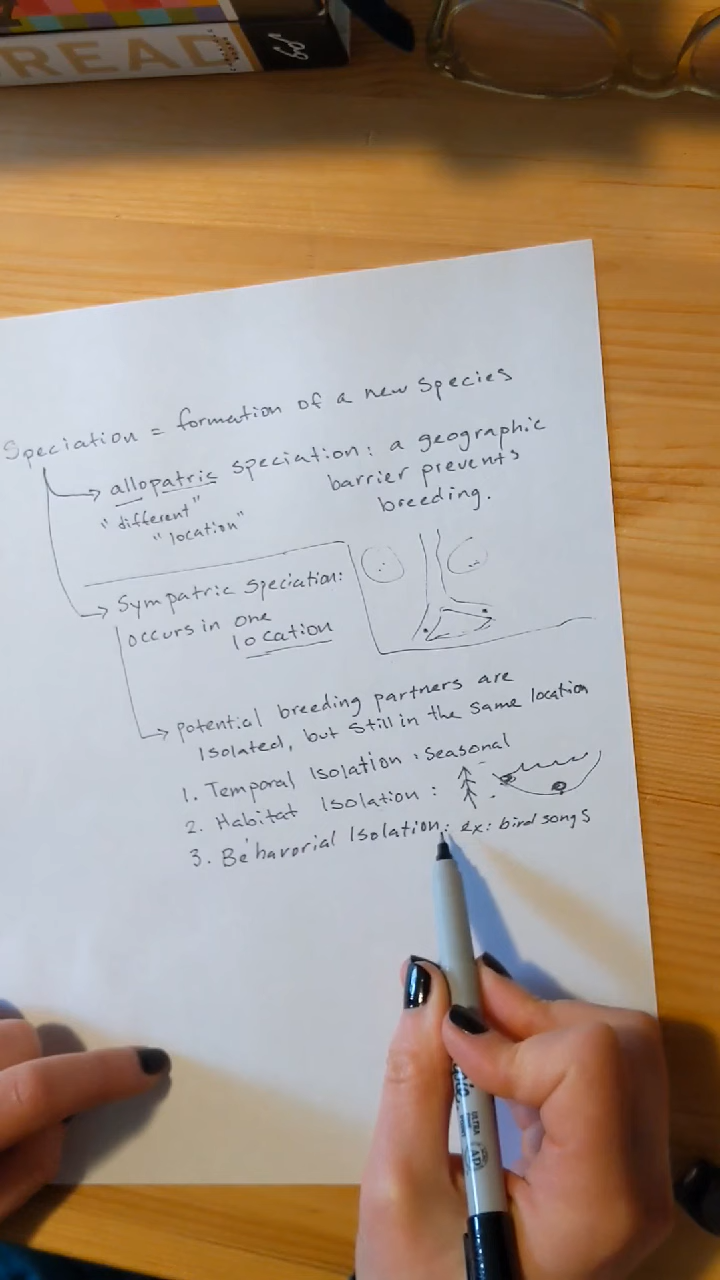 READ
Speciation = formation of a new species
allopatric speciation: a geographic
barrier prevents
breeding.
"different"
"location"
Sympatric Speciation:
occurs in one
location
potential breeding partners are
Isolated, but still in the same location
1. Temporal Isolation: Seasonal
2. Habitat Isolation:
3. Behavorial Isolation: ex: bird songs
ULTRA